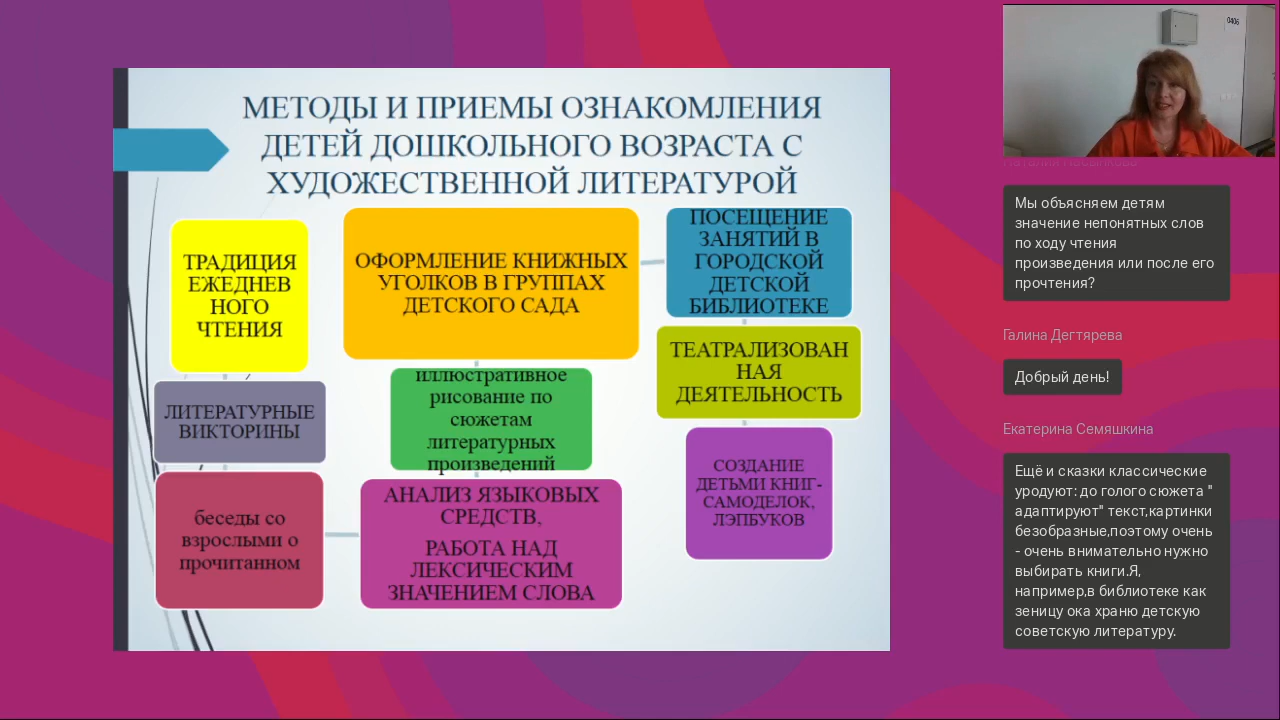 МЕТОДЫ И ПРИЕМЫ ОЗНАКОМЛЕНИЯ
ДЕТЕЙ ДОШКОЛЬНОГО ВОЗРАСТА С
ХУДОЖЕСТВЕННОЙ ЛИТЕРАТУРОЙ
ТРАДИЦИЯ
ЕЖЕДНЕВ
НОГО
ЧТЕНИЯ
ЛИТЕРАТУРНЫЕ
ВИКТОРИНЫ
беседы со
взрослыми о
прочитанном
ОФОРМЛЕНИЕ КНИЖНЫХ
УГОЛКОВ В ГРУППАХ
ДЕТСКОГО САДА
иллюстративное
рисование по
сюжетам
литературных
произведений
АНАЛИЗ ЯЗЫКОВЫХ
СРЕДСТВ,
РАБОТА НАД
ЛЕКСИЧЕСКИМ
ЗНАЧЕНИЕМ СЛОВА
ПОСЕЩЕНИЕ
ЗАНЯТИЙ В
ГОРОДСКОЙ
ДЕТСКОЙ
БИБЛИОТЕКЕ
ТЕАТРАЛИЗОВАН
НАЯ
ДЕЯТЕЛЬНОСТЬ
СОЗДАНИЕ
ДЕТЬМИ КНИГ-
САМОДЕЛОК,
ЛЭПБУКОВ
0406
Мы объясняем детям
значение непонятных слов
по ходу чтения
произведения или после его
прочтения?
Галина Дегтярева
Добрый день!
Екатерина Семяшкина
Ещё и сказки классические
уродуют: до голого сюжета "
адаптируют" текст,картинки
безобразные,поэтому очень
- очень внимательно нужно
выбирать книги.Я,
например,в библиотеке как
зеницу ока храню детскую
советскую литературу.